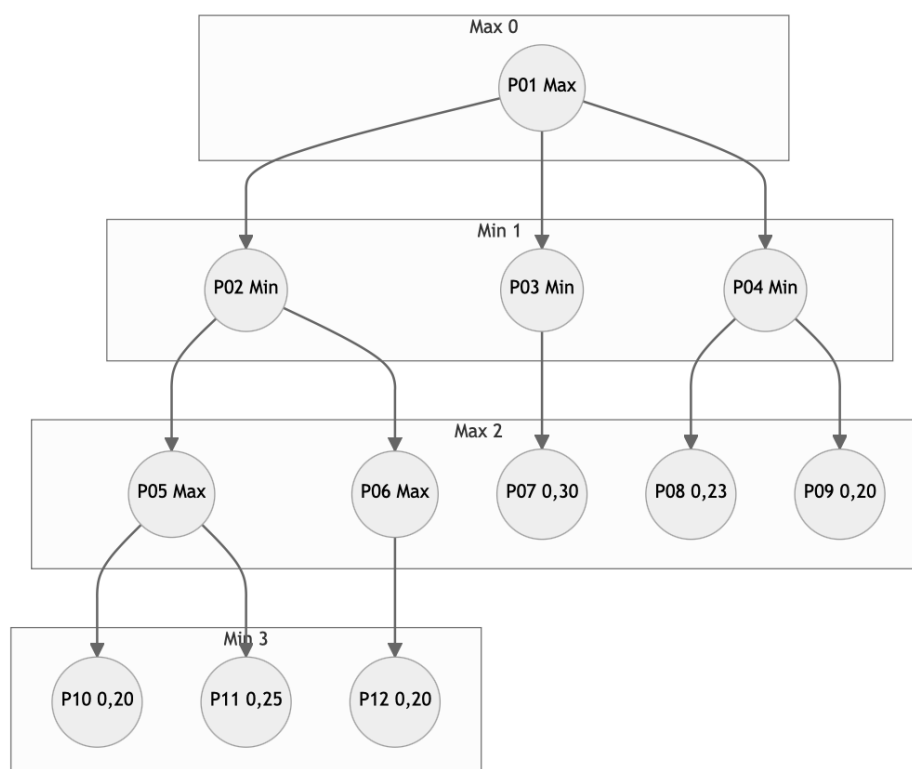 Max 0
P01 Max
Min 1
P02 Min
P03 Min
P04 Min
Max 2
P05 Max
P06 Max
P07 0,30
P08 0,23
P09 0,20
Min 3
P10 0,20
P11 0,25
P12 0,20